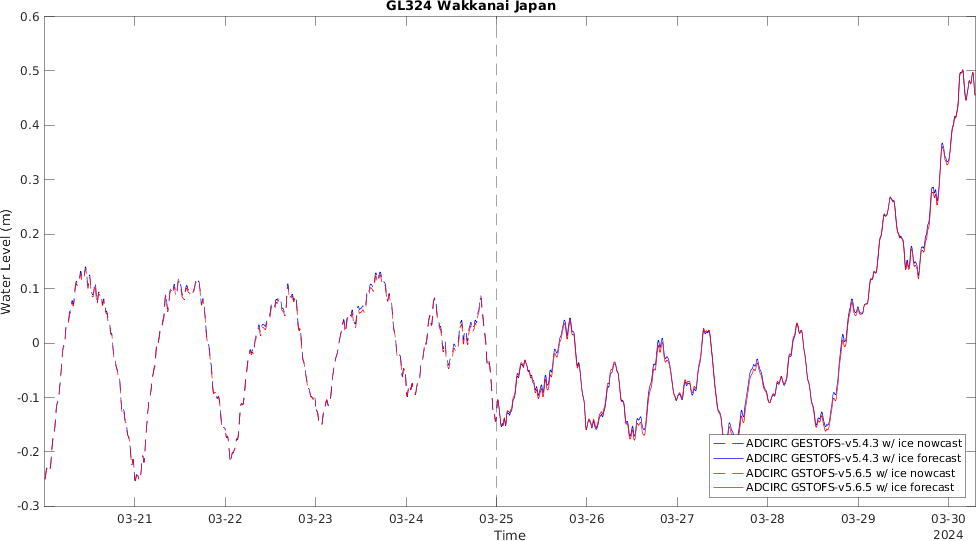 GL324 Wakkanai Japan
0.6
0.5
0.4
0.3
0.2
0.1
0
-0.1
-0.2
-0.3
Water Level (m)
ADCIRC GESTOFS-v5.4.3 w/ ice nowcast
ADCIRC GESTOFS-v5.4.3 w/ ice forecast
ADCIRC GSTOFS-v5.6.5 w/ ice nowcast
ADCIRC GSTOFS-v5.6.5 w/ ice forecast
03-21 03-22 03-23 03-24 03-25 03-26 03-27 03-28 03-29 03-30
Time
2024